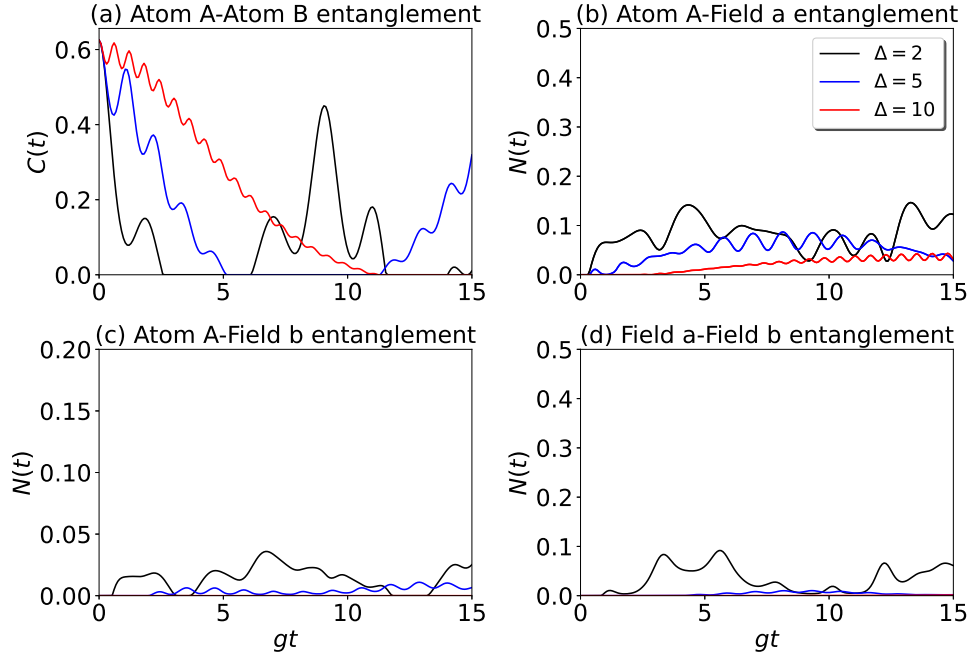 (a) Atom A-Atom B entanglement
C(t)
0.6
0.4
0.2
0.0
0 5 10 15
(b) Atom A-Field a entanglement
N(t)
0.5
0.4
0.3
0.2
0.1
0.0
0 5 10 15
Δ = 2
Δ = 5
Δ = 10
(c) Atom A-Field b entanglement
N(t)
0.20
0.15
0.10
0.05
0.00
0 5 10 15
gt
(d) Field a-Field b entanglement
N(t)
0.5
0.4
0.3
0.2
0.1
0.0
0 5 10 15
gt